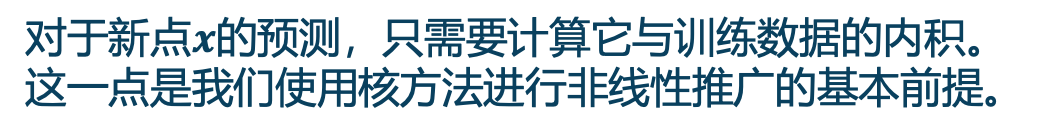 对于新点x的预测，只需要计算它与训练数据的内积。
这一点是我们使用核方法进行非线性推广的基本前提。